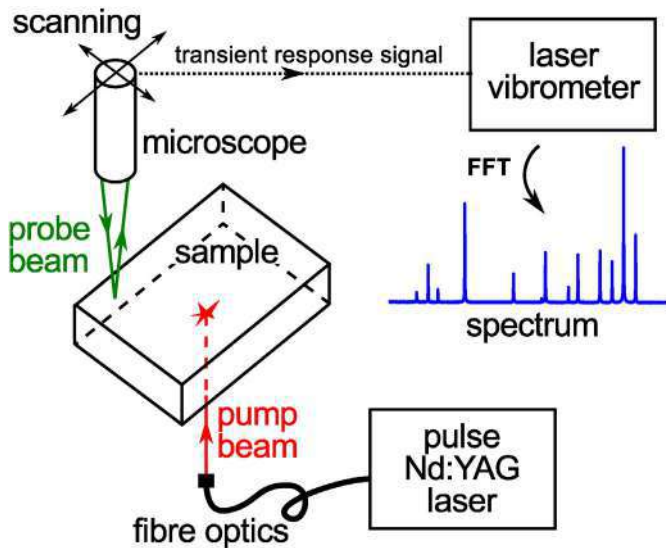 scanning
transient response signal
laser
vibrometer
microscope
FFT
probe
beam
sample
spectrum
pump
beam
pulse
Nd:YAG
laser
fibre optics